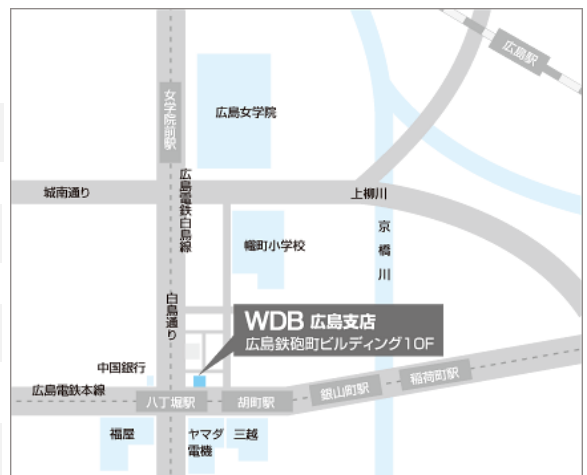 広島駅
女学院前駅
広島女学院
広島電鉄白島線
城南通り
上柳川
京橋川
幟町小学校
白島通り
WDB 広島支店
広島鉄砲町ビルディング10F
中国銀行
広島電鉄本線
八丁堀駅
胡町駅
銀山町駅
稲荷町駅
福屋
ヤマダ
電機
三越